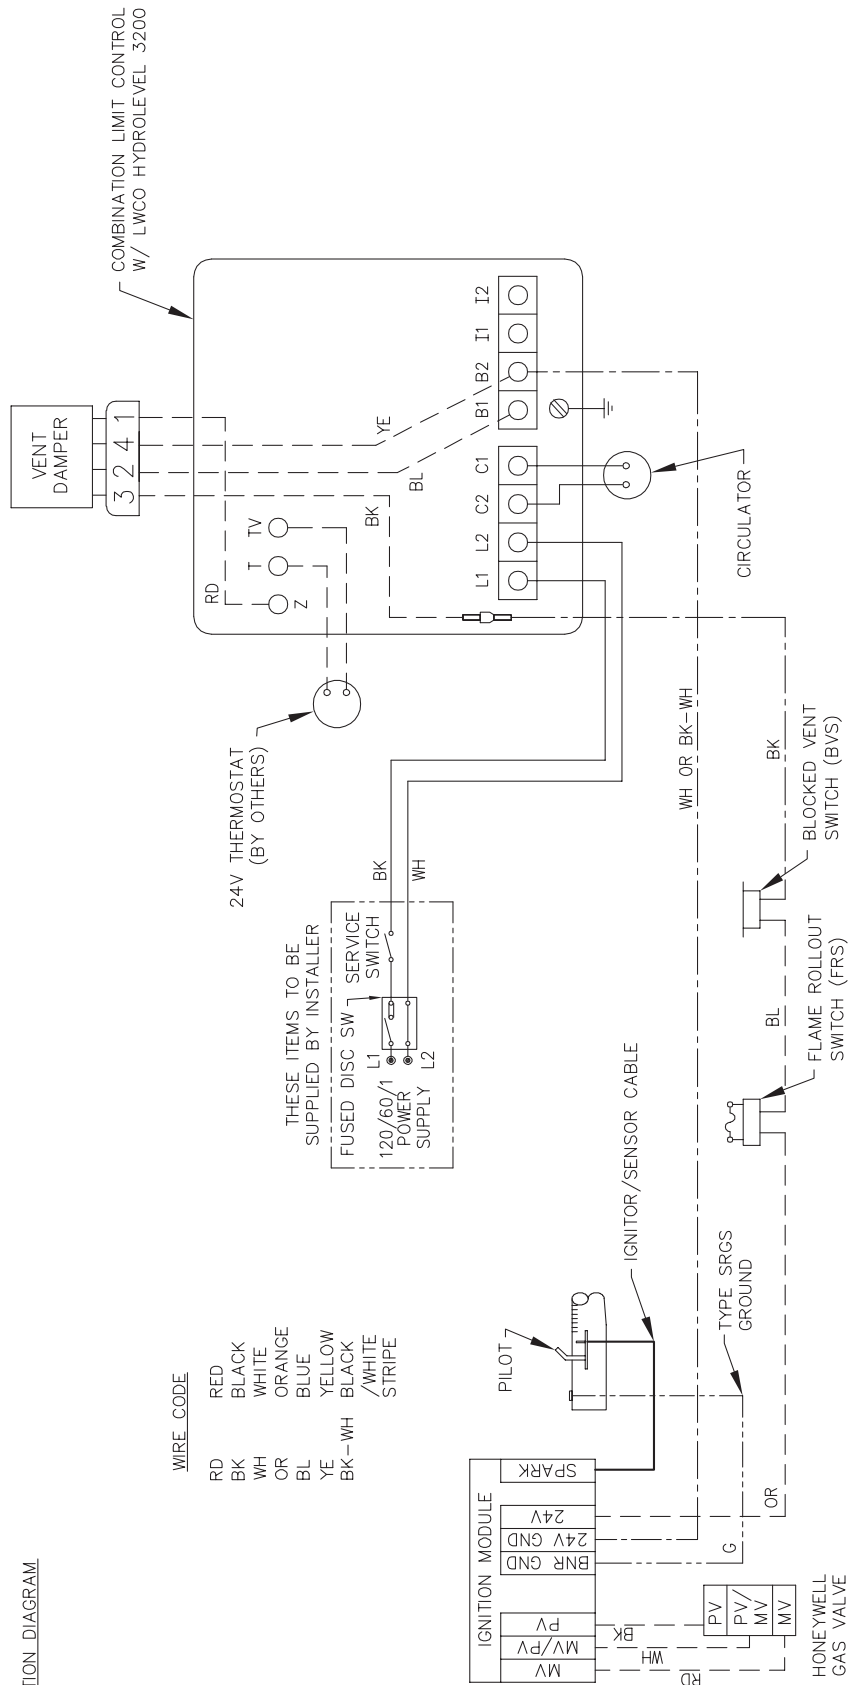 TION DIAGRAM
WIRE CODE
RD RED
BK BLACK
WH WHITE
OR ORANGE
BL BLUE
YE YELLOW
BK-WH BLACK
/WHITE
STRIPE
THESE ITEMS TO BE
SUPPLIED BY INSTALLER
FUSED DISC SW
SERVICE
SWITCH
L1
120/60/1
POWER
SUPPLY
L2
BK
WH
24V THERMOSTAT
(BY OTHERS)
VENT
DAMPER
3 2 4 1
COMBINATION LIMIT CONTROL
W/ LWCO HYDROLEVEL 3200
RD
Z
T
TV
BK
BL
YE
L1 L2 C2 C1 B1 B2 I1 I2
CIRCULATOR
WH OR BK-WH
BK
BLOCKED VENT
SWITCH (BVS)
BL
FLAME ROLLOUT
SWITCH (FRS)
IGNITOR/SENSOR CABLE
TYPE SRGS
GROUND
PILOT
IGNITION MODULE
MV
MV/PV
PV
BNR GND
24V GND
24V
SPARK
OR
G
BK
WH
RD
PV
PV/
MV
MV
HONEYWELL
GAS VALVE